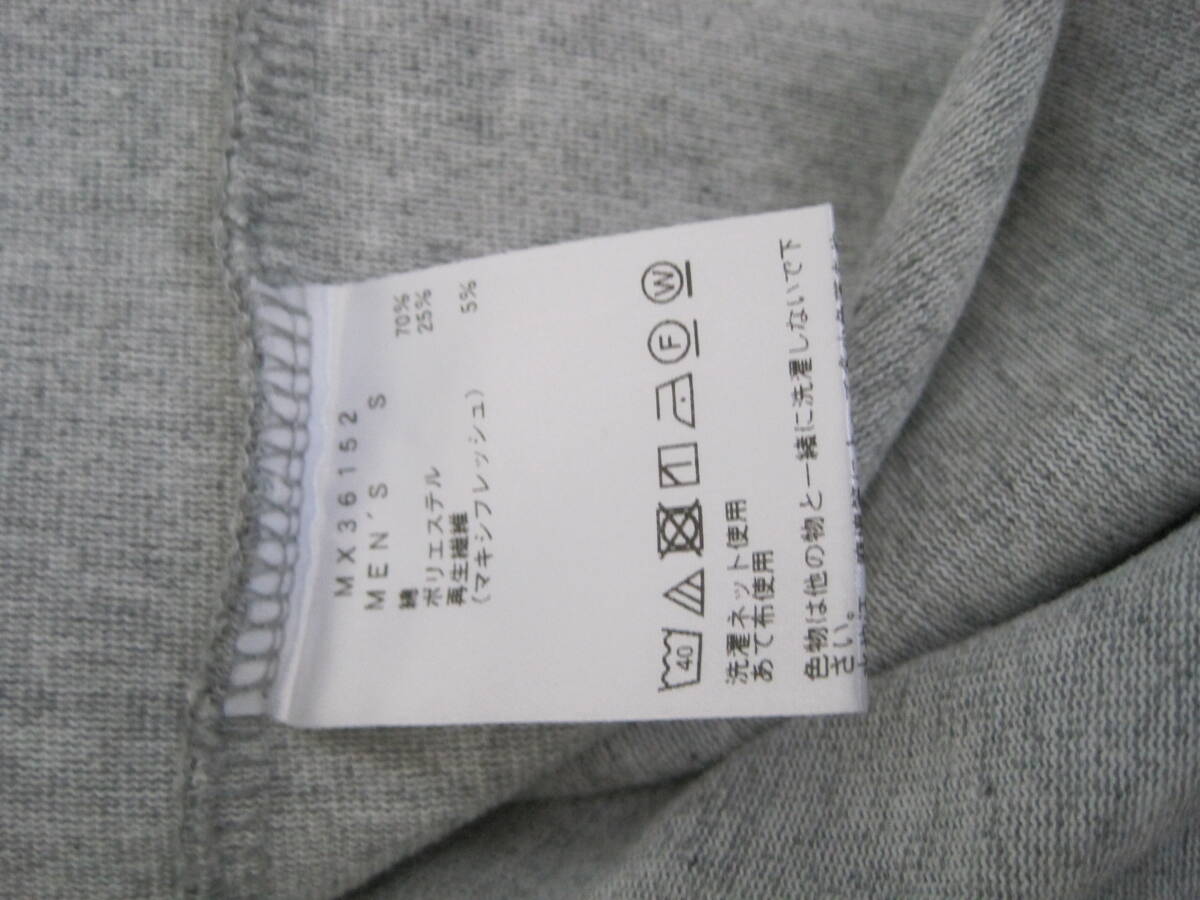 MX36152
MEN'S S
綿 70%
ポリエステル 25%
再生繊維 5%
(マキシフレッシュ)
40 1 F W
洗濯ネット使用
あて布使用
色物は他の物と一緒に洗濯しないで下
さい。